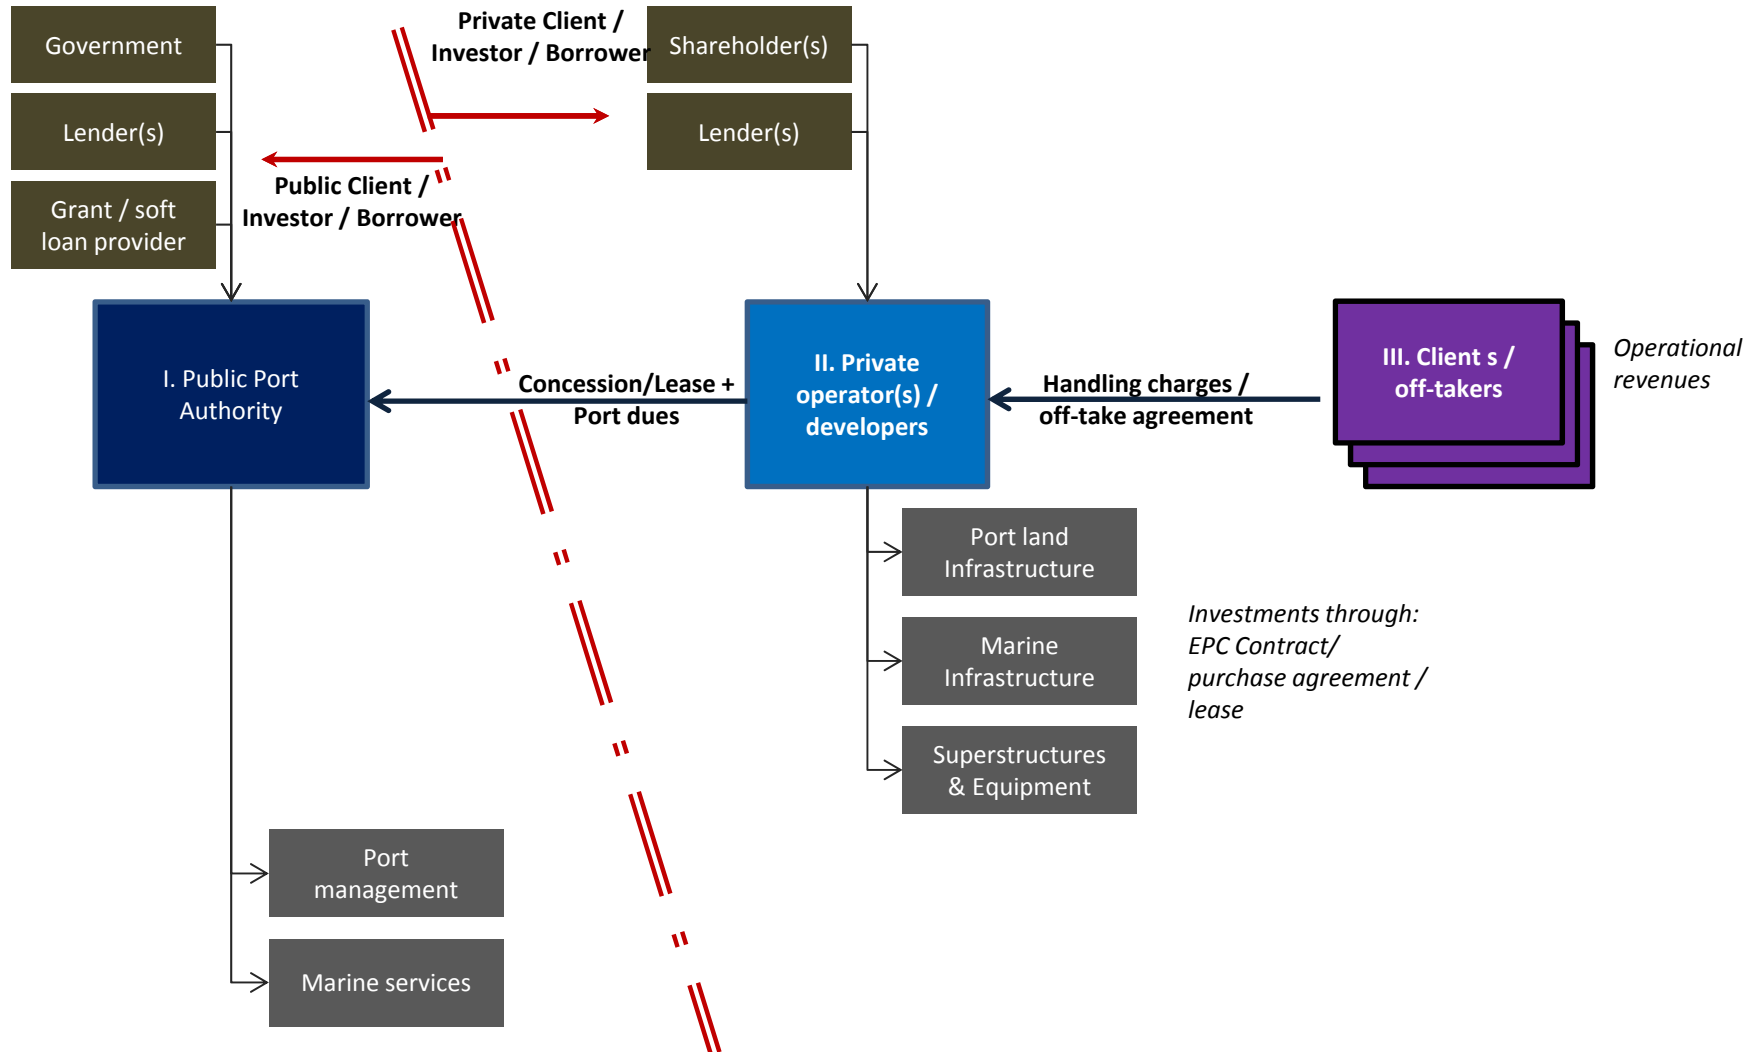 Government
Lender(s)
Grant / soft
loan provider
Private Client /
Investor / Borrower
Public Client /
Investor / Borrower
Shareholder(s)
Lender(s)
I. Public Port
Authority
Concession/Lease +
Port dues
II. Private
operator(s) /
developers
Handling charges /
off-take agreement
III. Client s /
off-takers
Operational
revenues
Port land
Infrastructure
Marine
Infrastructure
Superstructures
& Equipment
Investments through:
EPC Contract/
purchase agreement /
lease
Port
management
Marine services